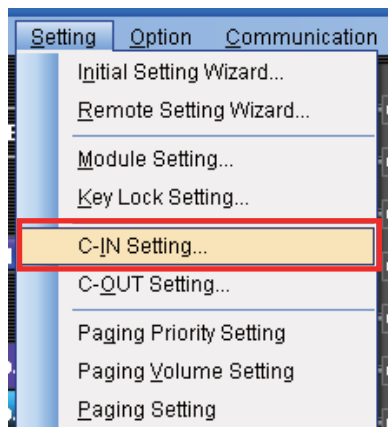 Setting Option Communication
Initial Setting Wizard...
Remote Setting Wizard...
Module Setting...
Key Lock Setting...
C-IN Setting...
C-OUT Setting...
Paging Priority Setting
Paging Volume Setting
Paging Setting